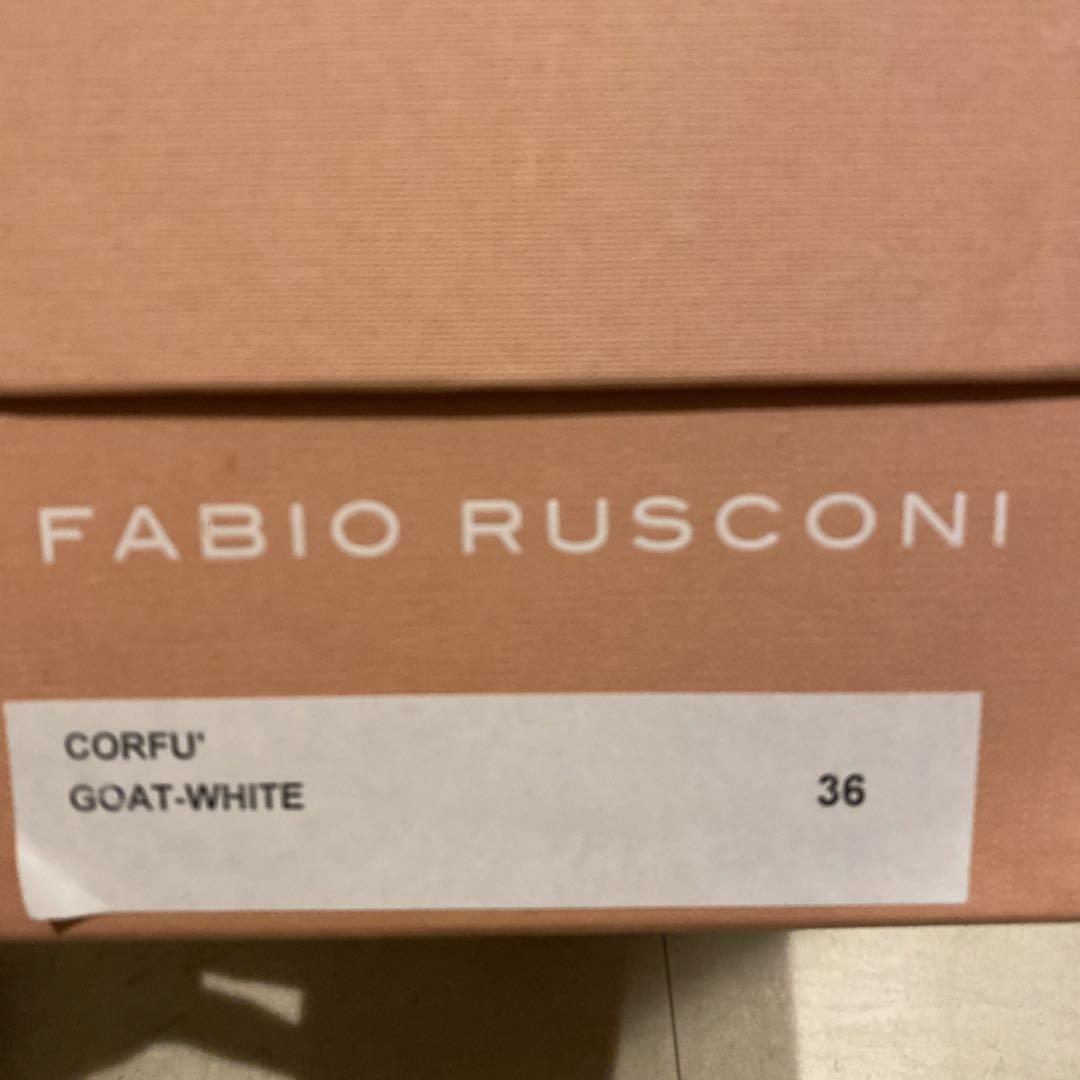 FABIO RUSCONI
CORFU'
GOAT-WHITE
36